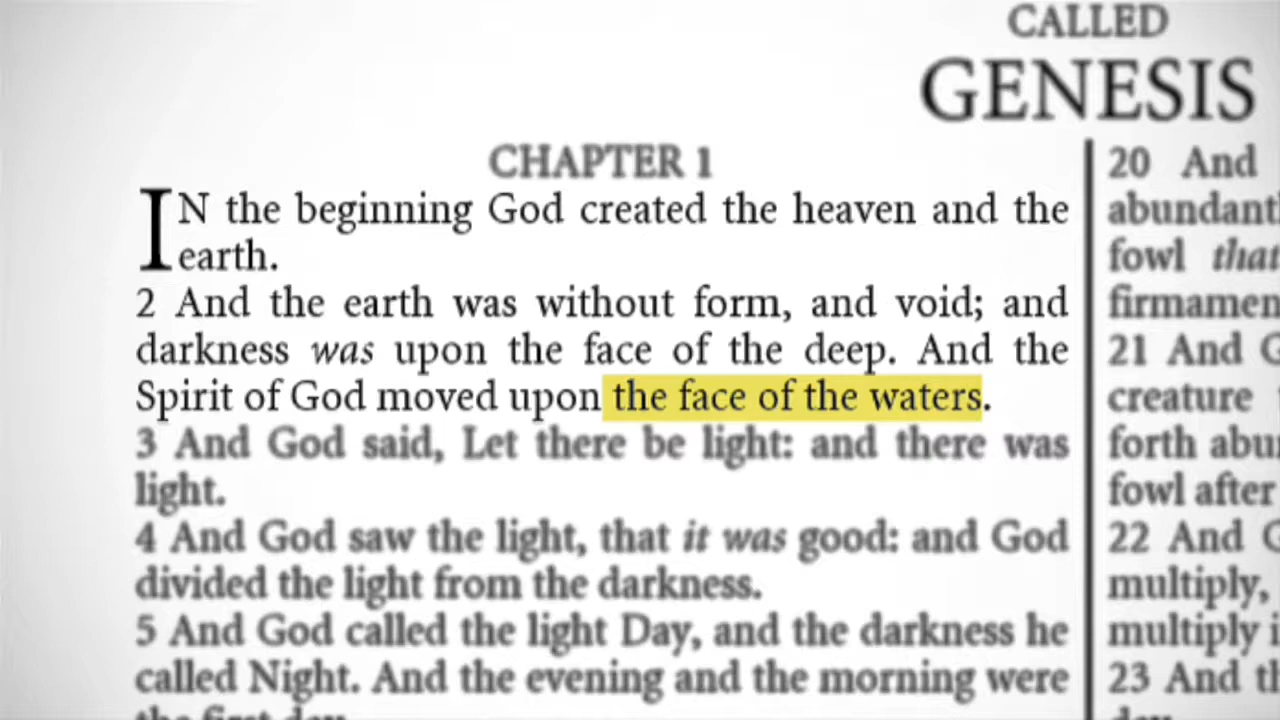 CALLED
GENESIS
CHAPTER 1
IN the beginning God created the heaven and the
earth.
2 And the earth was without form, and void; and
darkness was upon the face of the deep. And the
Spirit of God moved upon the face of the waters.
3 And God said, Let there be light: and there was
light.
4 And God saw the light, that it was good: and God
divided the light from the darkness.
5 And God called the light Day, and the darkness he
called Night. And the evening and the morning were
the first day.
20 And
abundant
fowl that
firmamen
21 And G
creature
forth abu
fowl after
22 And G
multiply,
multiply i
23 And th